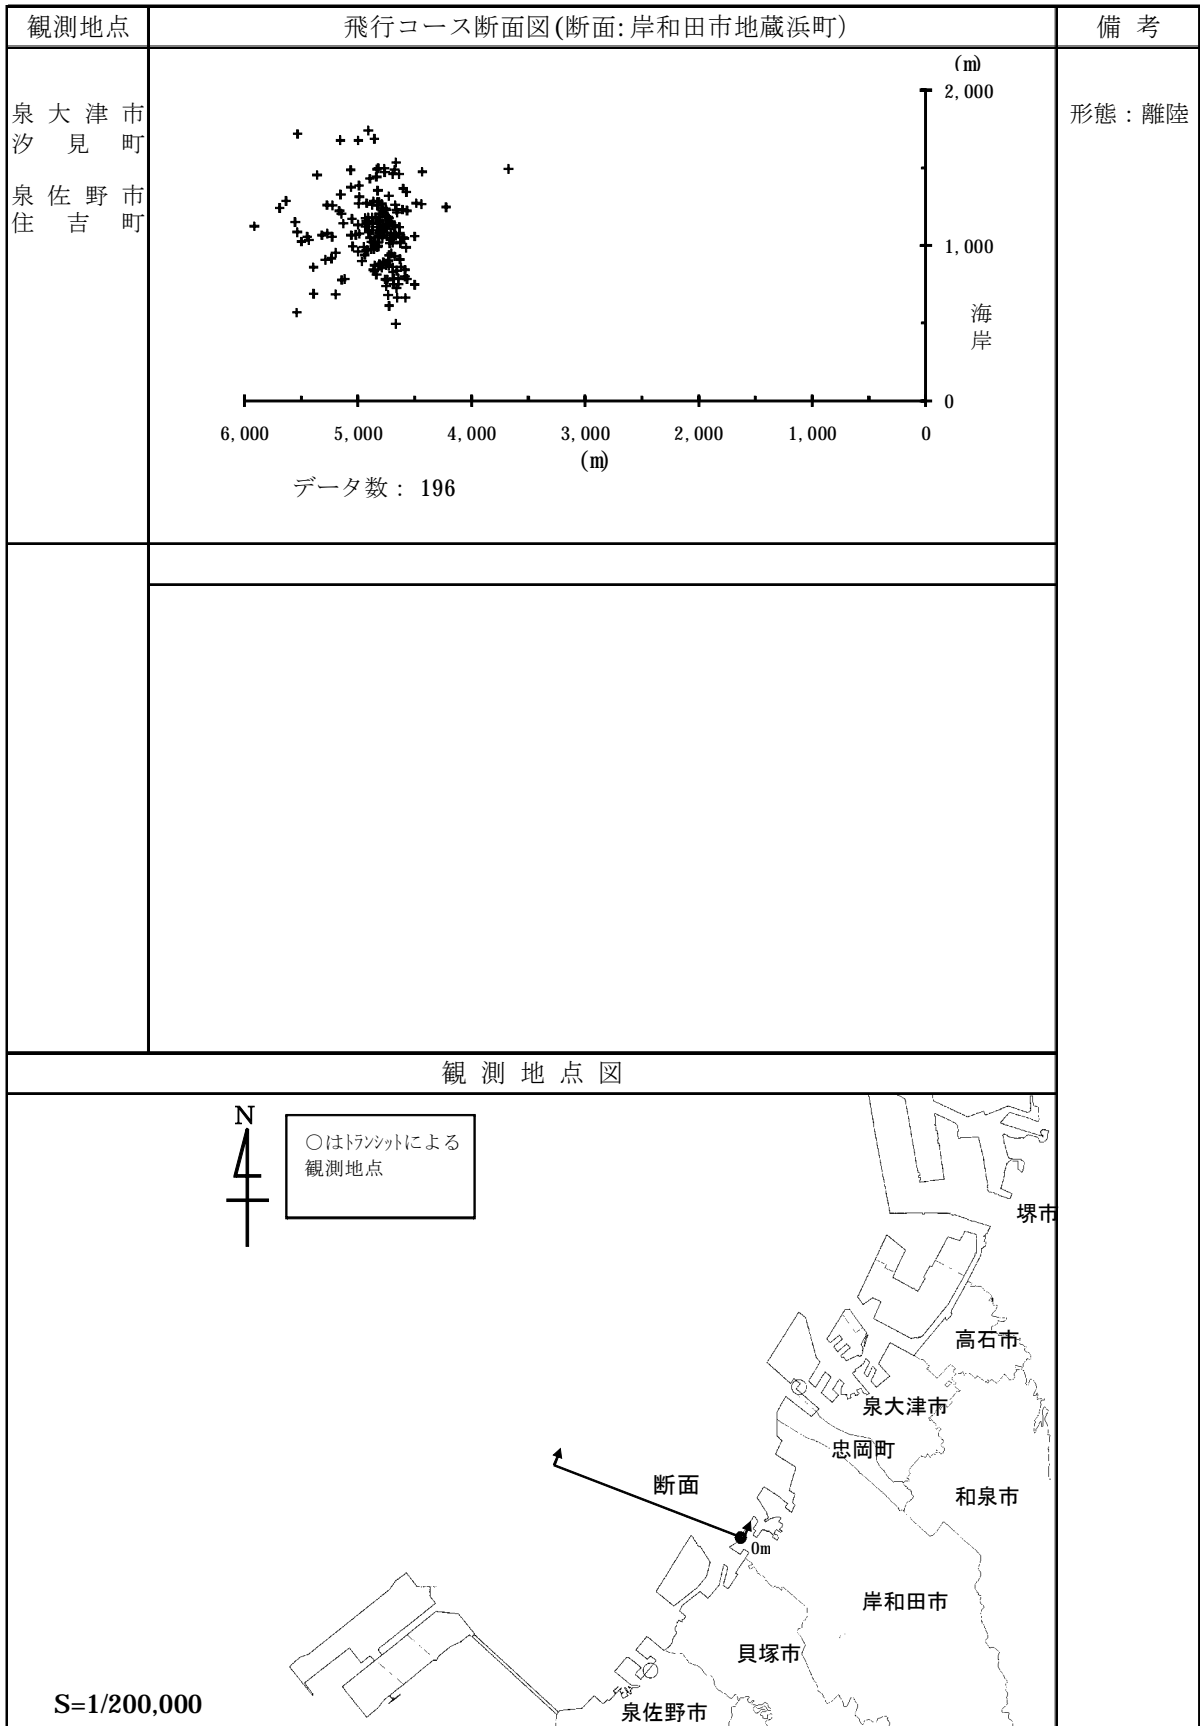 観測地点
飛行コース断面図(断面:岸和田市地蔵浜町)
備考
泉大津市
汐見町
泉佐野市
住吉町
形態：離陸
(m)
2,000
1,000
海
岸
0
6,000 5,000 4,000 3,000 2,000 1,000 0
(m)
データ数： 196
観測地点図
N
○はトランシットによる
観測地点
堺市
高石市
泉大津市
忠岡町
和泉市
断面
0m
岸和田市
貝塚市
泉佐野市
S=1/200,000